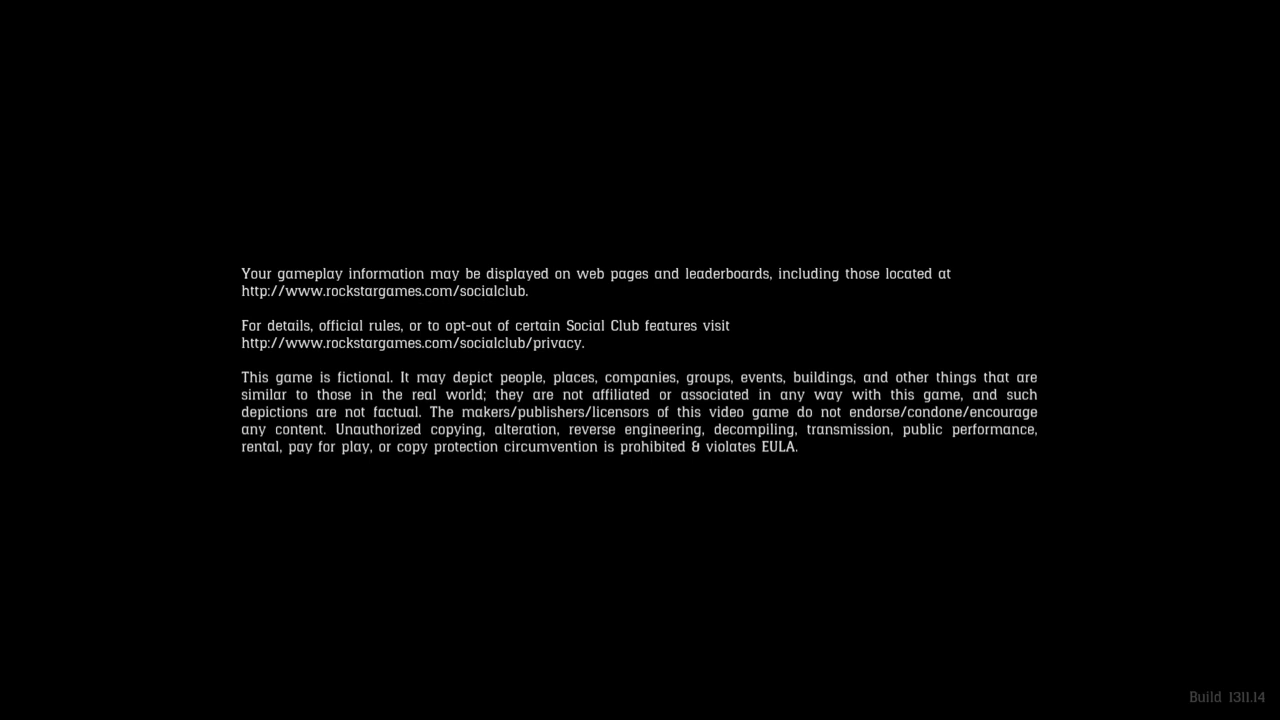 Your gameplay information may be displayed on web pages and leaderboards, including those located at
http://www.rockstargames.com/socialclub.
For details, official rules, or to opt-out of certain Social Club features visit
http://www.rockstargames.com/socialclub/privacy.
This game is fictional. It may depict people, places, companies, groups, events, buildings, and other things that are
similar to those in the real world; they are not affiliated or associated in any way with this game, and such
depictions are not factual. The makers/publishers/licensors of this video game do not endorse/condone/encourage
any content. Unauthorized copying, alteration, reverse engineering, decompiling, transmission, public performance,
rental, pay for play, or copy protection circumvention is prohibited & violates EULA.
Build 1311.14